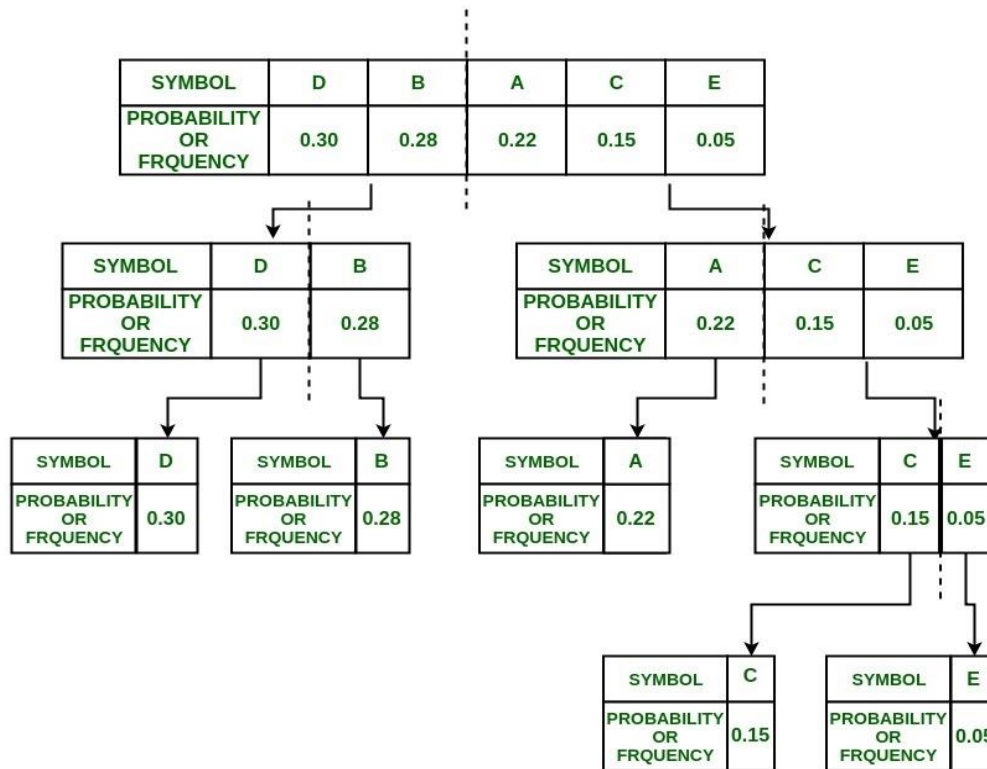 SYMBOL D B A C E
PROBABILITY
OR
FRQUENCY 0.30 0.28 0.22 0.15 0.05
SYMBOL D B
PROBABILITY
OR
FRQUENCY 0.30 0.28
SYMBOL A C E
PROBABILITY
OR
FRQUENCY 0.22 0.15 0.05
SYMBOL D
PROBABILITY
OR
FRQUENCY 0.30
SYMBOL B
PROBABILITY
OR
FRQUENCY 0.28
SYMBOL A
PROBABILITY
OR
FRQUENCY 0.22
SYMBOL C E
PROBABILITY
OR
FRQUENCY 0.15 0.05
SYMBOL C
PROBABILITY
OR
FRQUENCY 0.15
SYMBOL E
PROBABILITY
OR
FRQUENCY 0.05